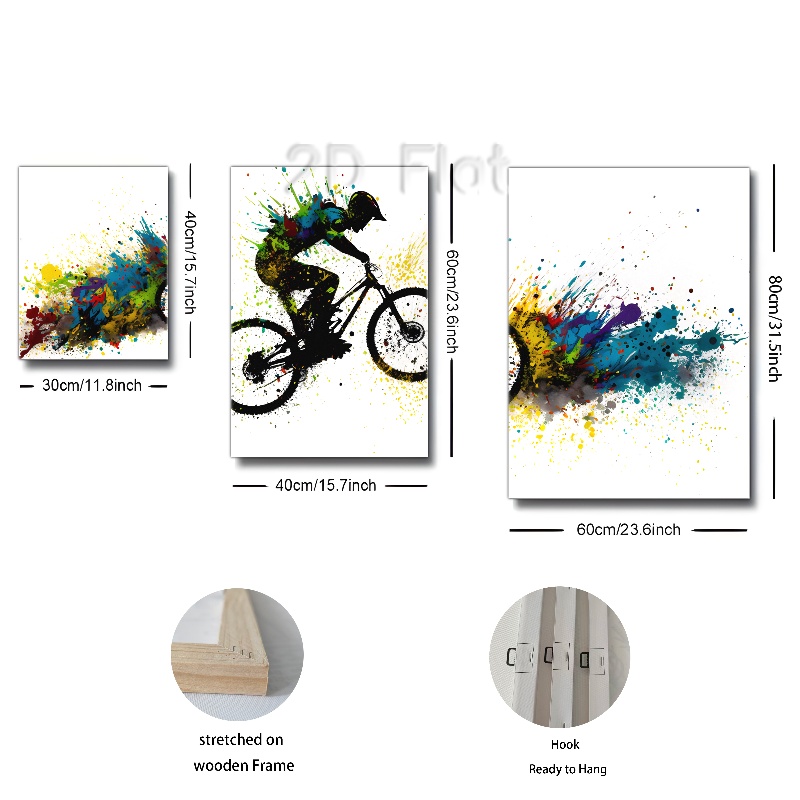 2D Flat
40cm/15.7inch
30cm/11.8inch
60cm/23.6inch
40cm/15.7inch
80cm/31.5inch
60cm/23.6inch
stretched on
wooden Frame
Hook
Ready to Hang